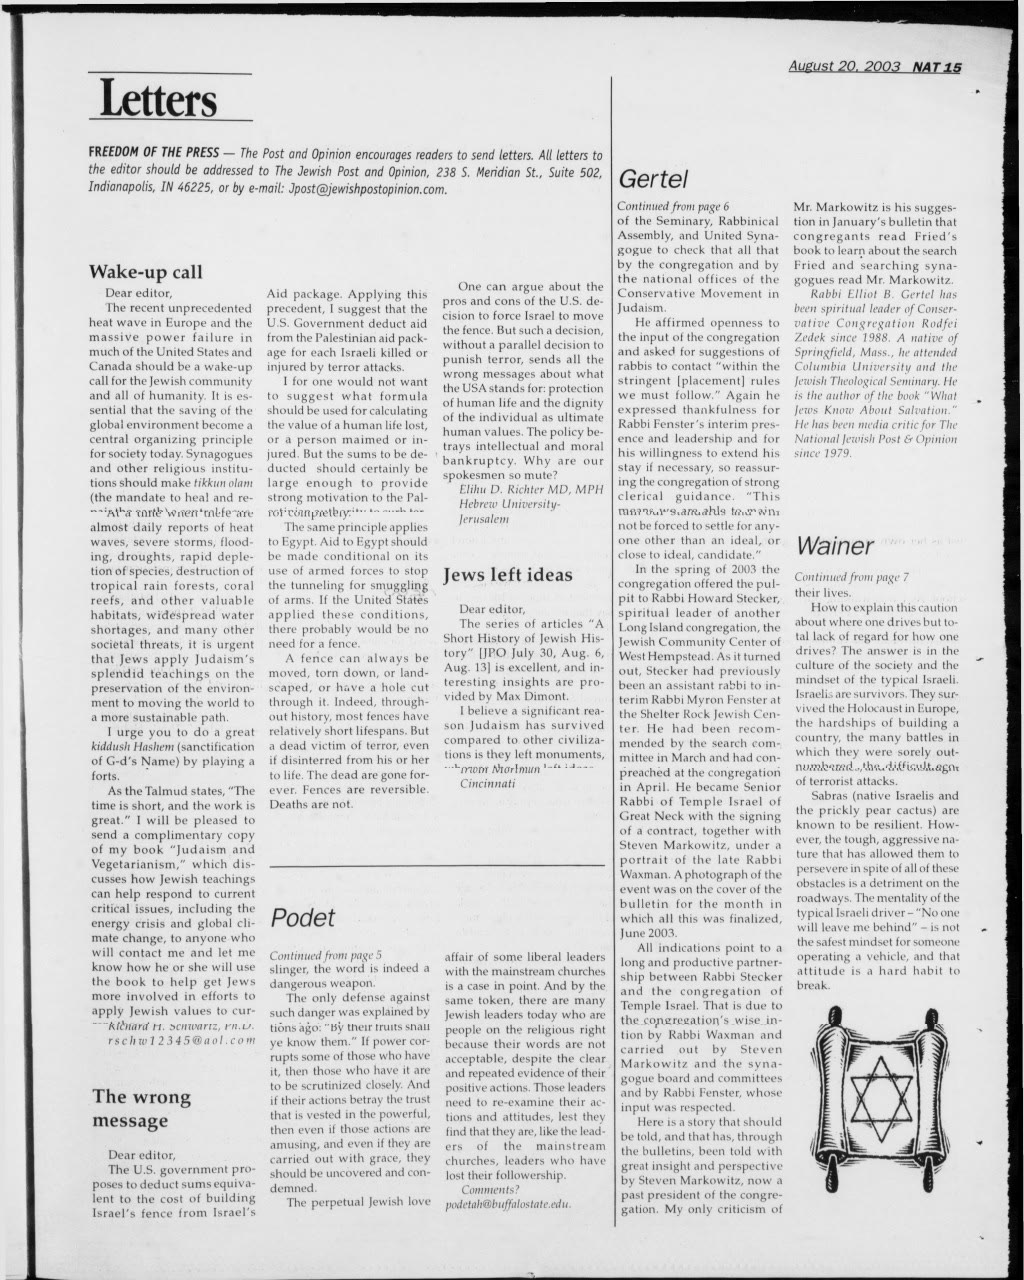 August 20, 2003 NAT 15
Letters
FREEDOM OF THE PRESS — The Post and Opinion encourages readers to send letters. All letters to
the editor should be addressed to The Jewish Post and Opinion, 238 S. Meridian St., Suite 502,
Indianapolis, IN 46225, or by e-mail: Jpost@jewishpostopinion.com.
Wake-up call
Dear editor,
The recent unprecedented
heat wave in Europe and the
massive power failure in
much of the United States and
Canada should be a wake-up
call for the Jewish community
and all of humanity. It is es-
sential that the saving of the
global environment become a
central organizing principle
for society today. Synagogues
and other religious institu-
tions should make tikkun olam
(the mandate to heal and re-
almost daily reports of heat
waves, severe storms, flood-
ing, droughts, rapid deple-
tion of species, destruction of
tropical rain forests, coral
reefs, and other valuable
habitats, widespread water
shortages, and many other
societal threats, it is urgent
that Jews apply Judaism's
splendid teachings on the
preservation of the environ-
ment to moving the world to
a more sustainable path.
I urge you to do a great
kiddush Hashem (sanctification
of G-d's Name) by playing a
forts.
As the Talmud states, "The
time is short, and the work is
great." I will be pleased to
send a complimentary copy
of my book "Judaism and
Vegetarianism," which dis-
cusses how Jewish teachings
can help respond to current
critical issues, including the
energy crisis and global cli-
mate change, to anyone who
will contact me and let me
know how he or she will use
the book to help get Jews
more involved in efforts to
apply Jewish values to cur-
Richard H. Schwartz, Ph.D.
rschw12345@aol.com
The wrong
message
Dear editor,
The U.S. government pro-
poses to deduct sums equiva-
lent to the cost of building
Israel's fence from Israel's
Aid package. Applying this
precedent, I suggest that the
U.S. Government deduct aid
from the Palestinian aid pack-
age for each Israeli killed or
injured by terror attacks.
I for one would not want
to suggest what formula
should be used for calculating
the value of a human life lost,
or a person maimed or in-
jured. But the sums to be de-
ducted should certainly be
large enough to provide
strong motivation to the Pal-
The same principle applies
to Egypt. Aid to Egypt should
be made conditional on its
use of armed forces to stop
the tunneling for smuggling
of arms. If the United States
applied these conditions,
there probably would be no
need for a fence.
A fence can always be
moved, torn down, or land-
scaped, or have a hole cut
through it. Indeed, through-
out history, most fences have
relatively short lifespans. But
a dead victim of terror, even
if disinterred from his or her
to life. The dead are gone for-
ever. Fences are reversible.
Deaths are not.
One can argue about the
pros and cons of the U.S. de-
cision to force Israel to move
the fence. But such a decision,
without a parallel decision to
punish terror, sends all the
wrong messages about what
the USA stands for: protection
of human life and the dignity
of the individual as ultimate
human values. The policy be-
trays intellectual and moral
bankruptcy. Why are our
spokesmen so mute?
Elihu D. Richter MD, MPH
Hebrew University-
Jerusalem
Jews left ideas
Dear editor,
The series of articles "A
Short History of Jewish His-
tory" [JPO July 30, Aug. 6,
Aug. 13] is excellent, and in-
teresting insights are pro-
vided by Max Dimont.
I believe a significant rea-
son Judaism has survived
compared to other civiliza-
tions is they left monuments,
Cincinnati
Podet
Continued from page 5
slinger, the word is indeed a
dangerous weapon.
The only defense against
such danger was explained by
tions ago: "By their fruits shall
ye know them." If power cor-
rupts some of those who have
it, then those who have it are
to be scrutinized closely. And
if their actions betray the trust
that is vested in the powerful,
then even if those actions are
amusing, and even if they are
carried out with grace, they
should be uncovered and con-
demned.
The perpetual Jewish love
affair of some liberal leaders
with the mainstream churches
is a case in point. And by the
same token, there are many
Jewish leaders today who are
people on the religious right
because their words are not
acceptable, despite the clear
and repeated evidence of their
positive actions. Those leaders
need to re-examine their ac-
tions and attitudes, lest they
find that they are, like the lead-
ers of the mainstream
churches, leaders who have
lost their followership.
Comments?
podetah@buffalostate.edu.
Gertel
Continued from page 6
of the Seminary, Rabbinical
Assembly, and United Syna-
gogue to check that all that
by the congregation and by
the national offices of the
Conservative Movement in
Judaism.
He affirmed openness to
the input of the congregation
and asked for suggestions of
rabbis to contact "within the
stringent [placement] rules
we must follow." Again he
expressed thankfulness for
Rabbi Fenster's interim pres-
ence and leadership and for
his willingness to extend his
stay if necessary, so reassur-
ing the congregation of strong
clerical guidance. "This
not be forced to settle for any-
one other than an ideal, or
close to ideal, candidate."
In the spring of 2003 the
congregation offered the pul-
pit to Rabbi Howard Stecker,
spiritual leader of another
Long Island congregation, the
Jewish Community Center of
West Hempstead. As it turned
out, Stecker had previously
been an assistant rabbi to in-
terim Rabbi Myron Fenster at
the Shelter Rock Jewish Cen-
ter. He had been recom-
mended by the search com-
mittee in March and had con-
preached at the congregation
in April. He became Senior
Rabbi of Temple Israel of
Great Neck with the signing
of a contract, together with
Steven Markowitz, under a
portrait of the late Rabbi
Waxman. A photograph of the
event was on the cover of the
bulletin for the month in
which all this was finalized,
June 2003.
All indications point to a
long and productive partner-
ship between Rabbi Stecker
and the congregation of
Temple Israel. That is due to
the congregation's wise in-
tion by Rabbi Waxman and
carried out by Steven
Markowitz and the syna-
gogue board and committees
and by Rabbi Fenster, whose
input was respected.
Here is a story that should
be told, and that has, through
the bulletins, been told with
great insight and perspective
by Steven Markowitz, now a
past president of the congre-
gation. My only criticism of
Mr. Markowitz is his sugges-
tion in January's bulletin that
congregants read Fried's
book to learn about the search
Fried and searching syna-
gogues read Mr. Markowitz.
Rabbi Elliot B. Gertel has
been spiritual leader of Conser-
vative Congregation Rodfei
Zedek since 1988. A native of
Springfield, Mass., he attended
Columbia University and the
Jewish Theological Seminary. He
is the author of the book "What
Jews Know About Salvation."
He has been media critic for The
National Jewish Post & Opinion
since 1979.
Wainer
Continued from page 7
their lives.
How to explain this caution
about where one drives but to-
tal lack of regard for how one
drives? The answer is in the
culture of the society and the
mindset of the typical Israeli.
Israelis are survivors. They sur-
vived the Holocaust in Europe,
the hardships of building a
country, the many battles in
which they were sorely out-
numbered, the difficult
of terrorist attacks.
Sabras (native Israelis and
the prickly pear cactus) are
known to be resilient. How-
ever, the tough, aggressive na-
ture that has allowed them to
persevere in spite of all of these
obstacles is a detriment on the
roadways. The mentality of the
typical Israeli driver – "No one
will leave me behind" – is not
the safest mindset for someone
operating a vehicle, and that
attitude is a hard habit to
break.